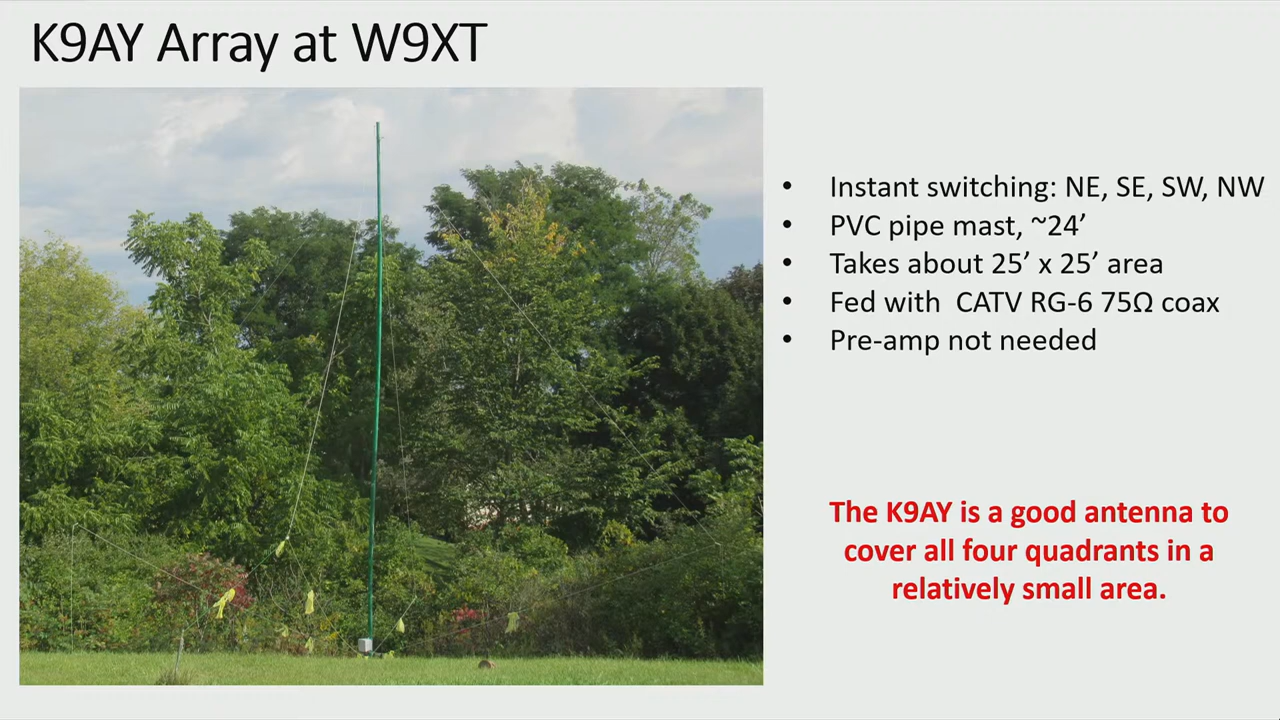 K9AY Array at W9XT
• Instant switching: NE, SE, SW, NW
• PVC pipe mast, ~24’
• Takes about 25’ x 25’ area
• Fed with  CATV RG-6 75Ω coax
• Pre-amp not needed
The K9AY is a good antenna to
cover all four quadrants in a
relatively small area.